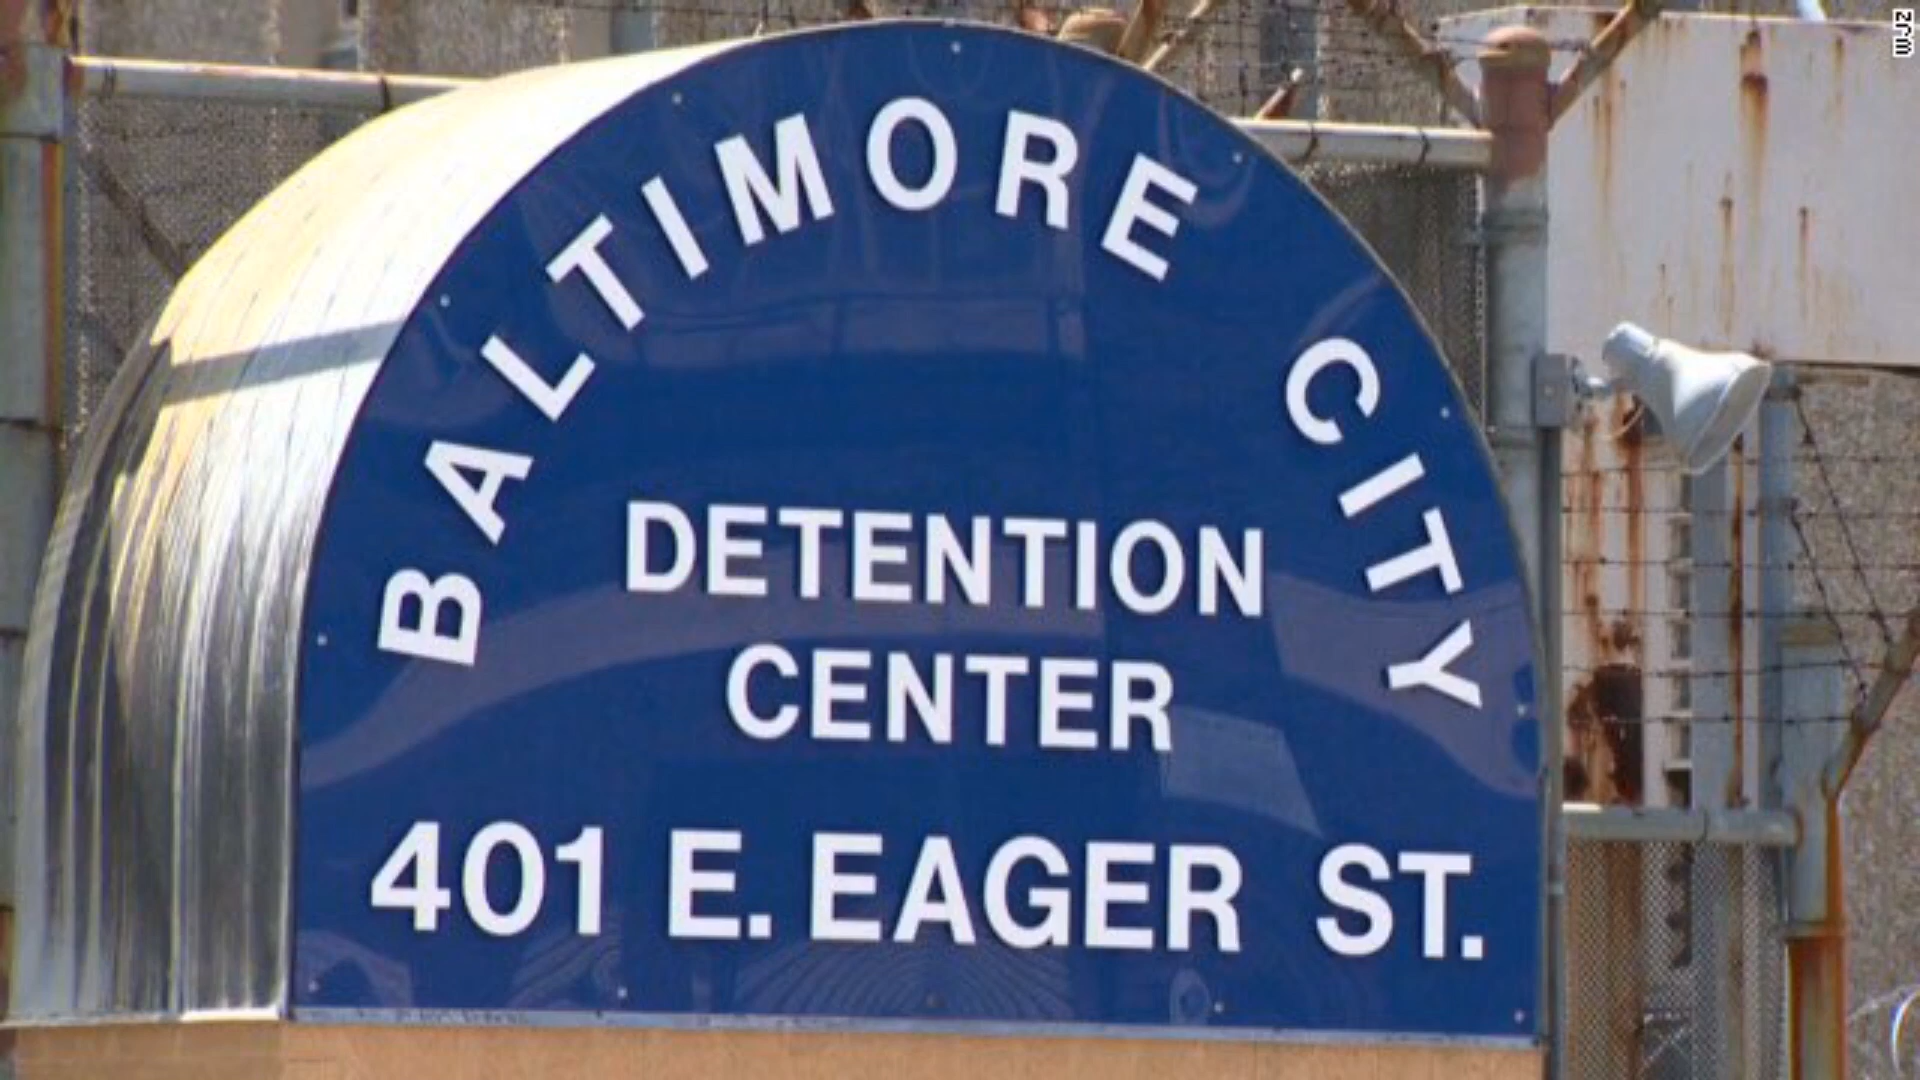 BALTIMORE CITY
DETENTION
CENTER
401 E. EAGER ST.
WJZ